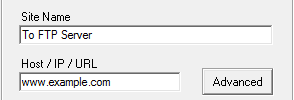 Site Name
To FTP Server
Host / IP / URL
www.example.com
Advanced